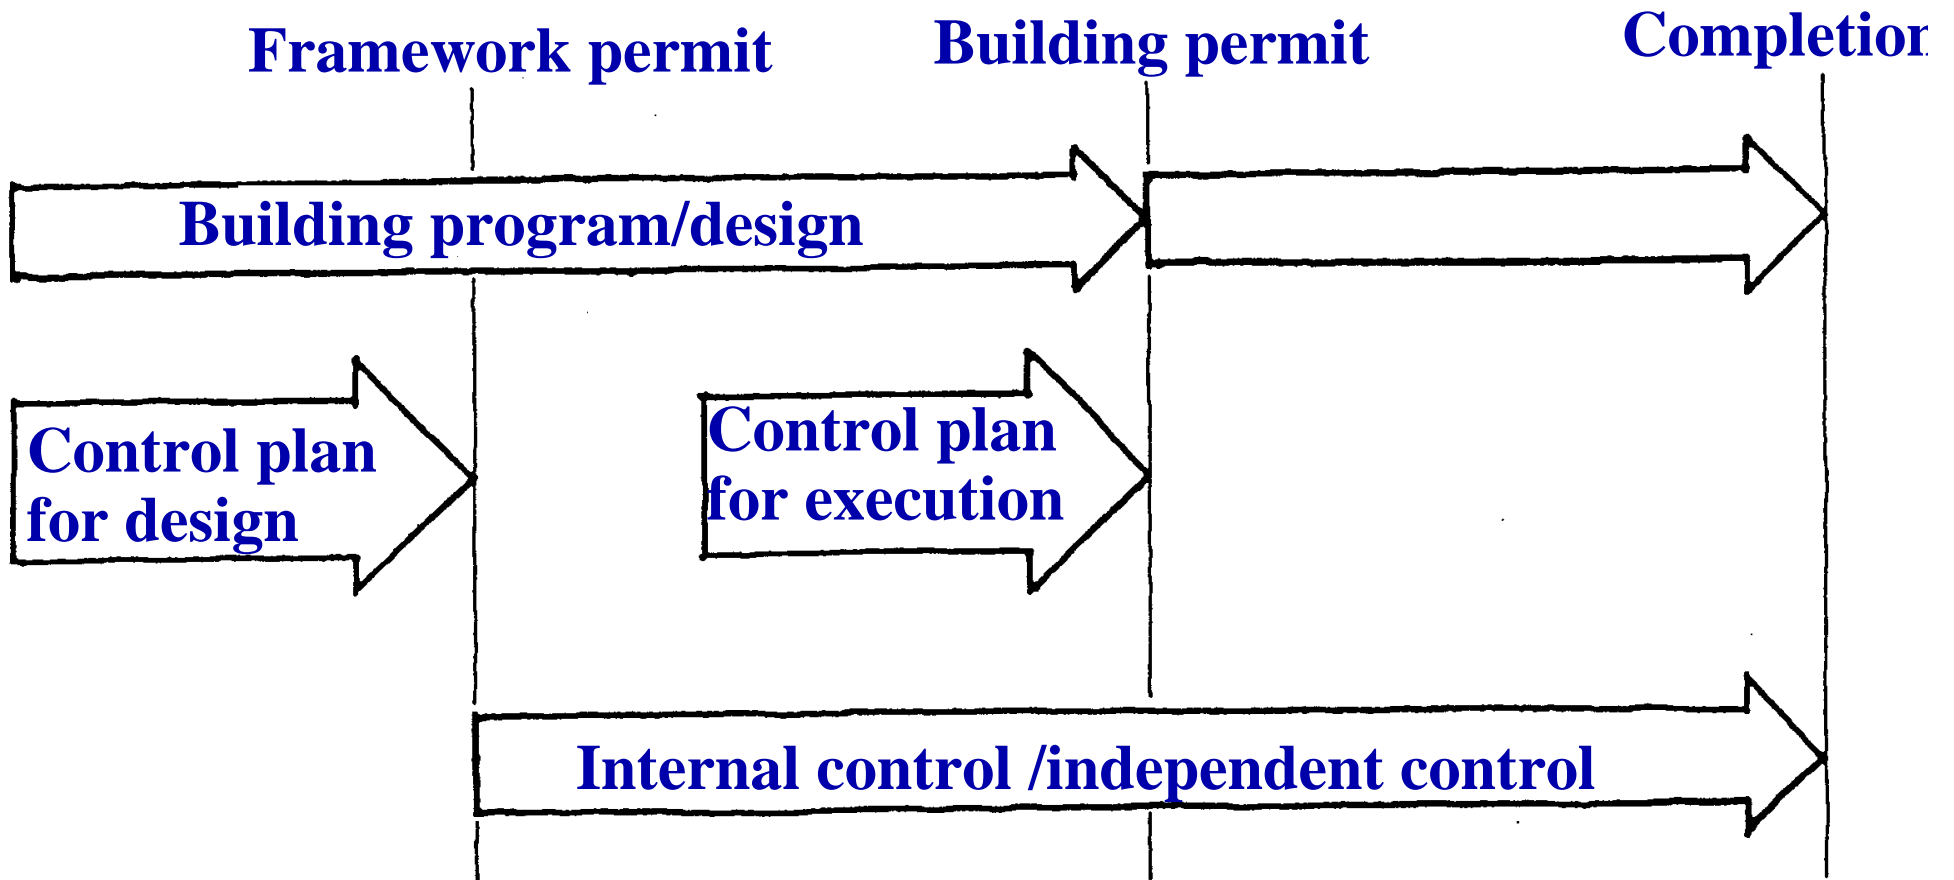 Framework permit
Building permit
Completion
Building program/design
Control plan
for design
Control plan
for execution
Internal control /independent control